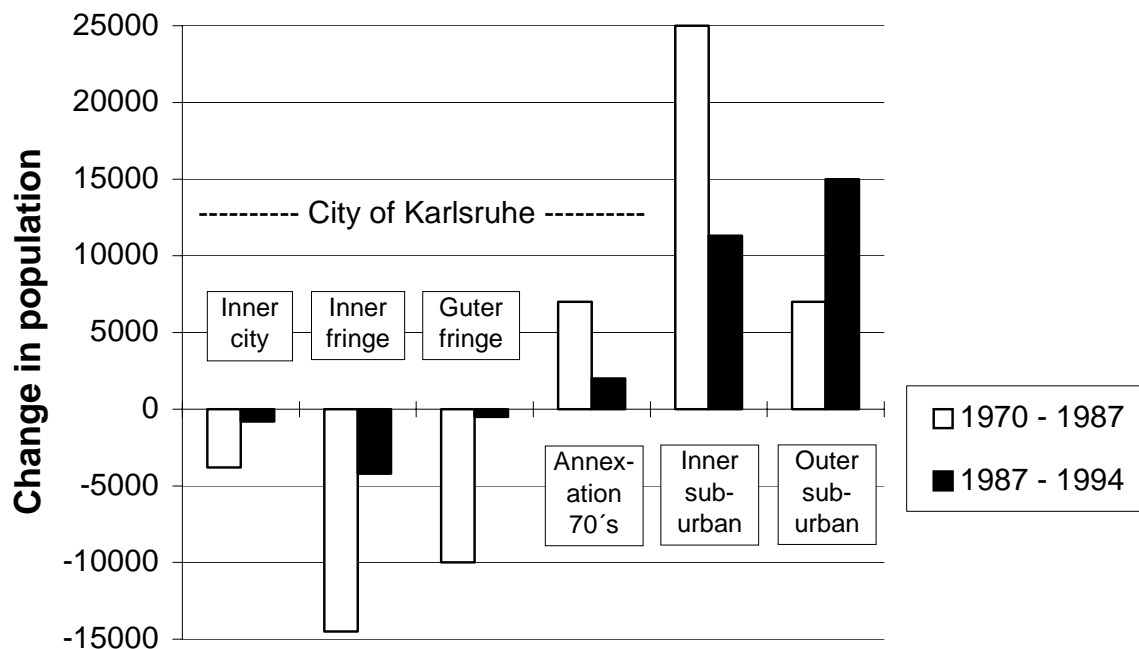 Change in population
25000
20000
15000
10000
5000
0
-5000
-10000
-15000
---------- City of Karlsruhe ----------
Inner
city
Inner
fringe
Guter
fringe
Annex-
ation
70´s
Inner
sub-
urban
Outer
sub-
urban
1970 - 1987
1987 - 1994